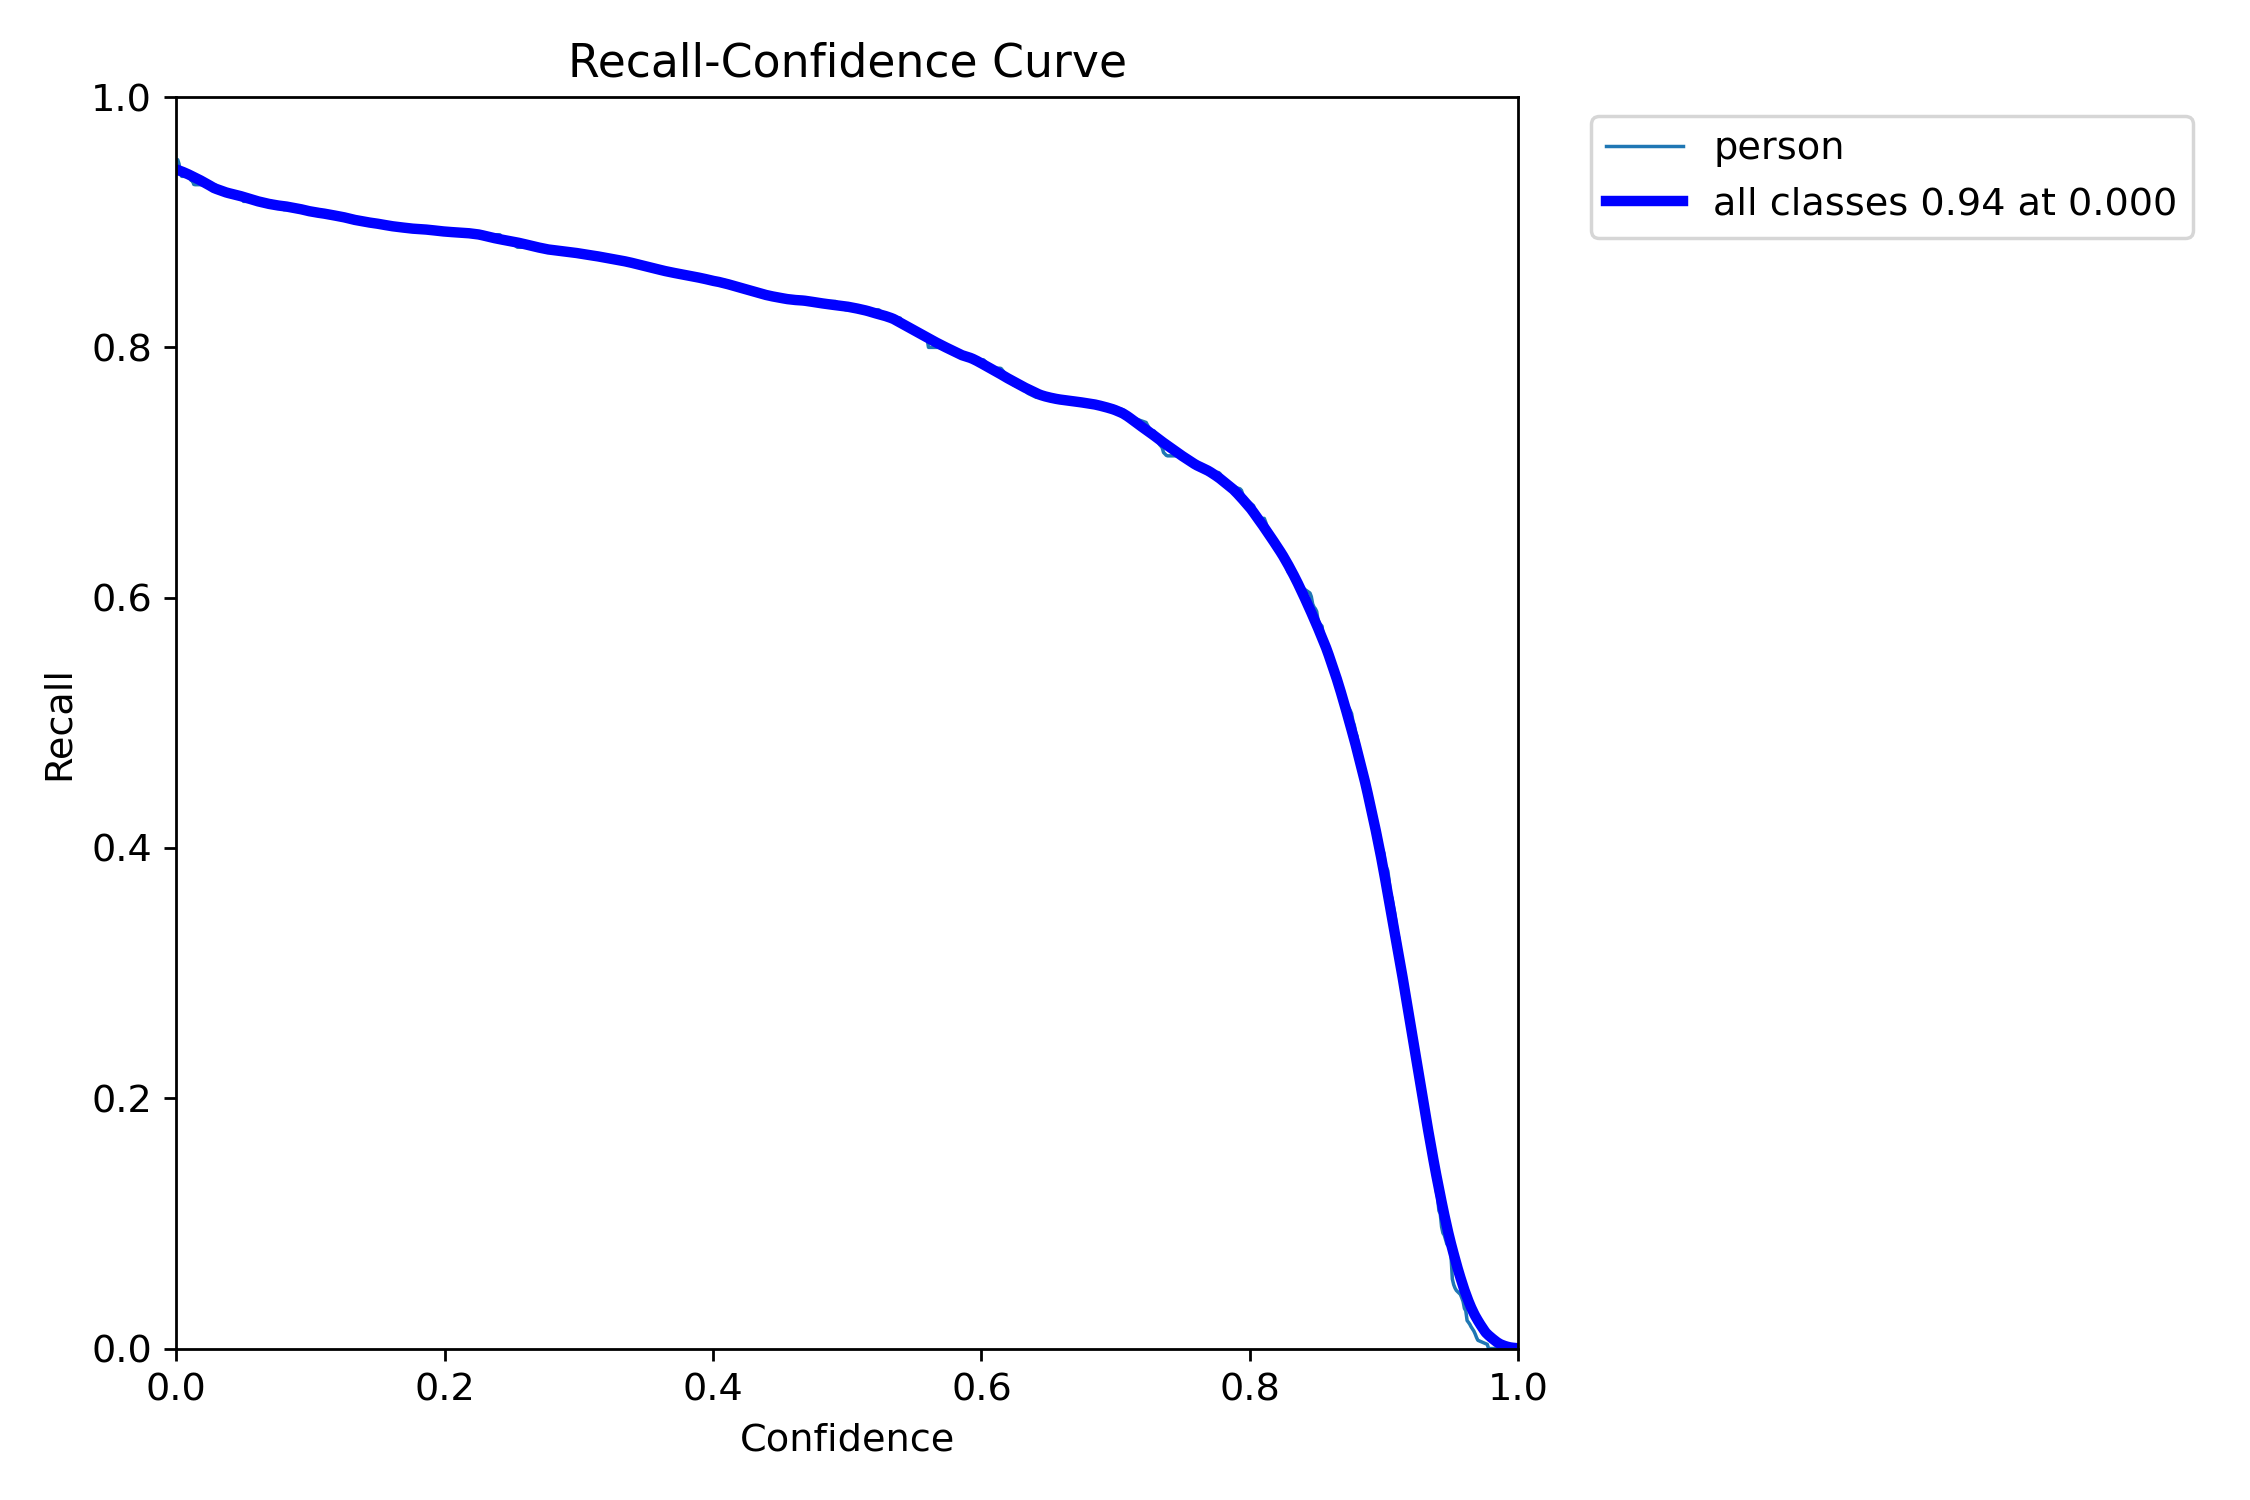 Recall-Confidence Curve
1.0
0.8
0.6
0.4
0.2
0.0
Recall
0.0 0.2 0.4 0.6 0.8 1.0
Confidence
person
all classes 0.94 at 0.000